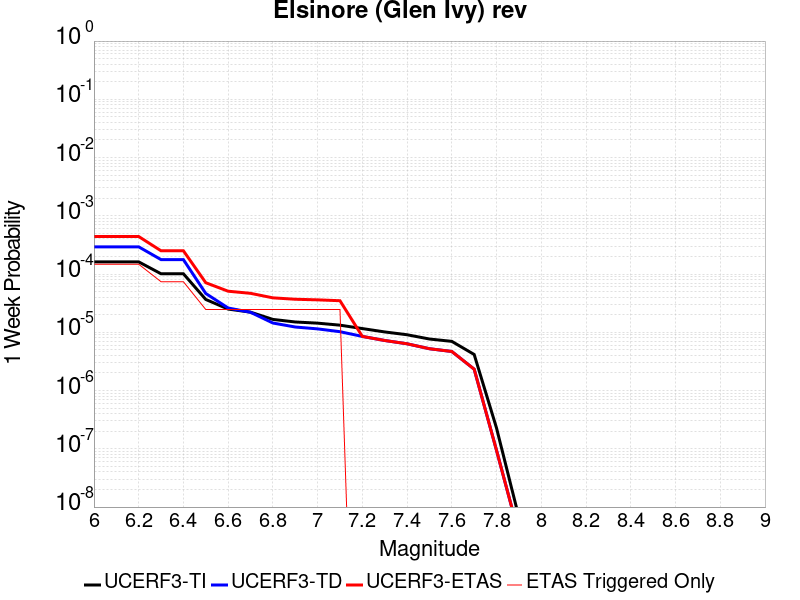 Elsinore (Glen Ivy) rev
10^0
10^-1
10^-2
10^-3
10^-4
10^-5
10^-6
10^-7
10^-8
1 Week Probability
6 6.2 6.4 6.6 6.8 7 7.2 7.4 7.6 7.8 8 8.2 8.4 8.6 8.8 9
Magnitude
UCERF3-TI UCERF3-TD UCERF3-ETAS ETAS Triggered Only